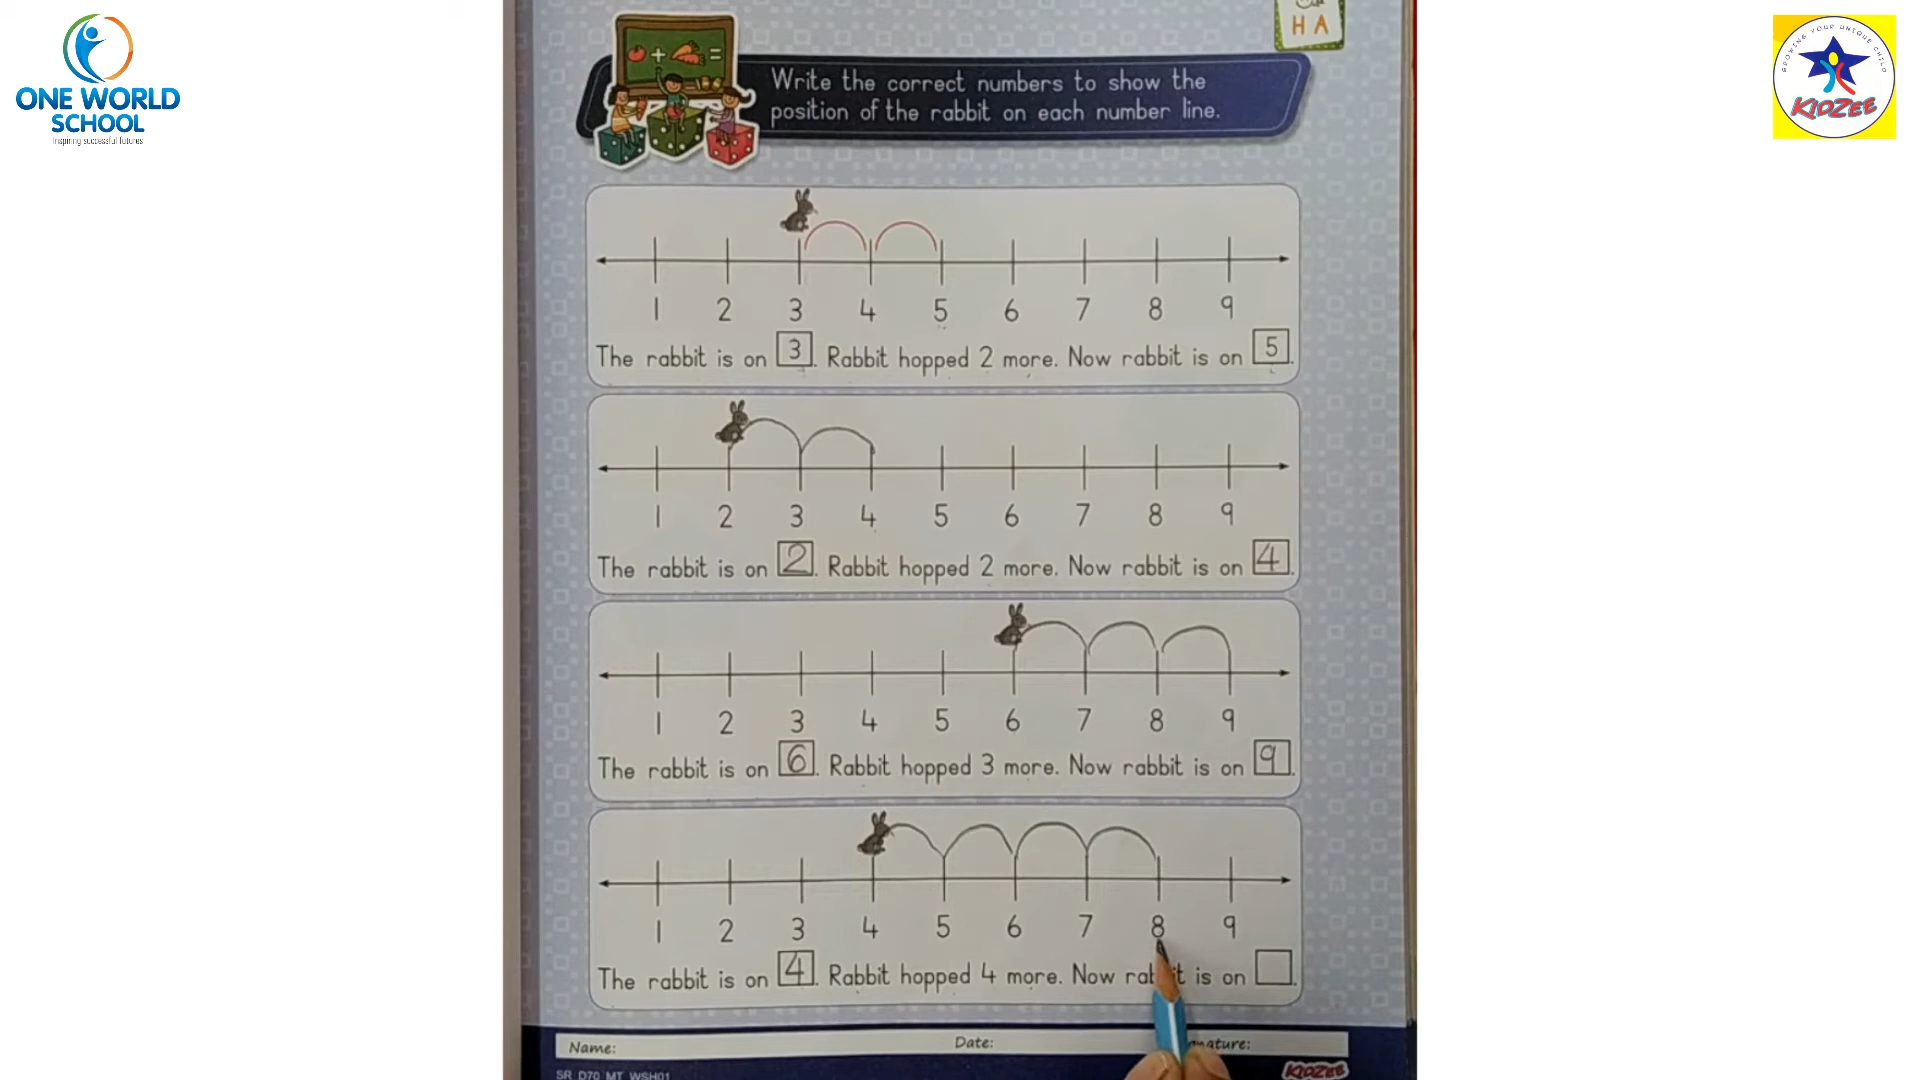 ONE WORLD
SCHOOL
Inspiring successful futures
GROWING YOUR UNIQUE CHILD
KIDZEE
H A
Write the correct numbers to show the
position of the rabbit on each number line.
1 2 3 4 5 6 7 8 9
The rabbit is on 3. Rabbit hopped 2 more. Now rabbit is on 5.
1 2 3 4 5 6 7 8 9
The rabbit is on 2. Rabbit hopped 2 more. Now rabbit is on 4.
1 2 3 4 5 6 7 8 9
The rabbit is on 6. Rabbit hopped 3 more. Now rabbit is on 9.
1 2 3 4 5 6 7 8 9
The rabbit is on 4. Rabbit hopped 4 more. Now rabbit is on .
Name: Date:
SR_D70_MT_WSH01
KIDZEE